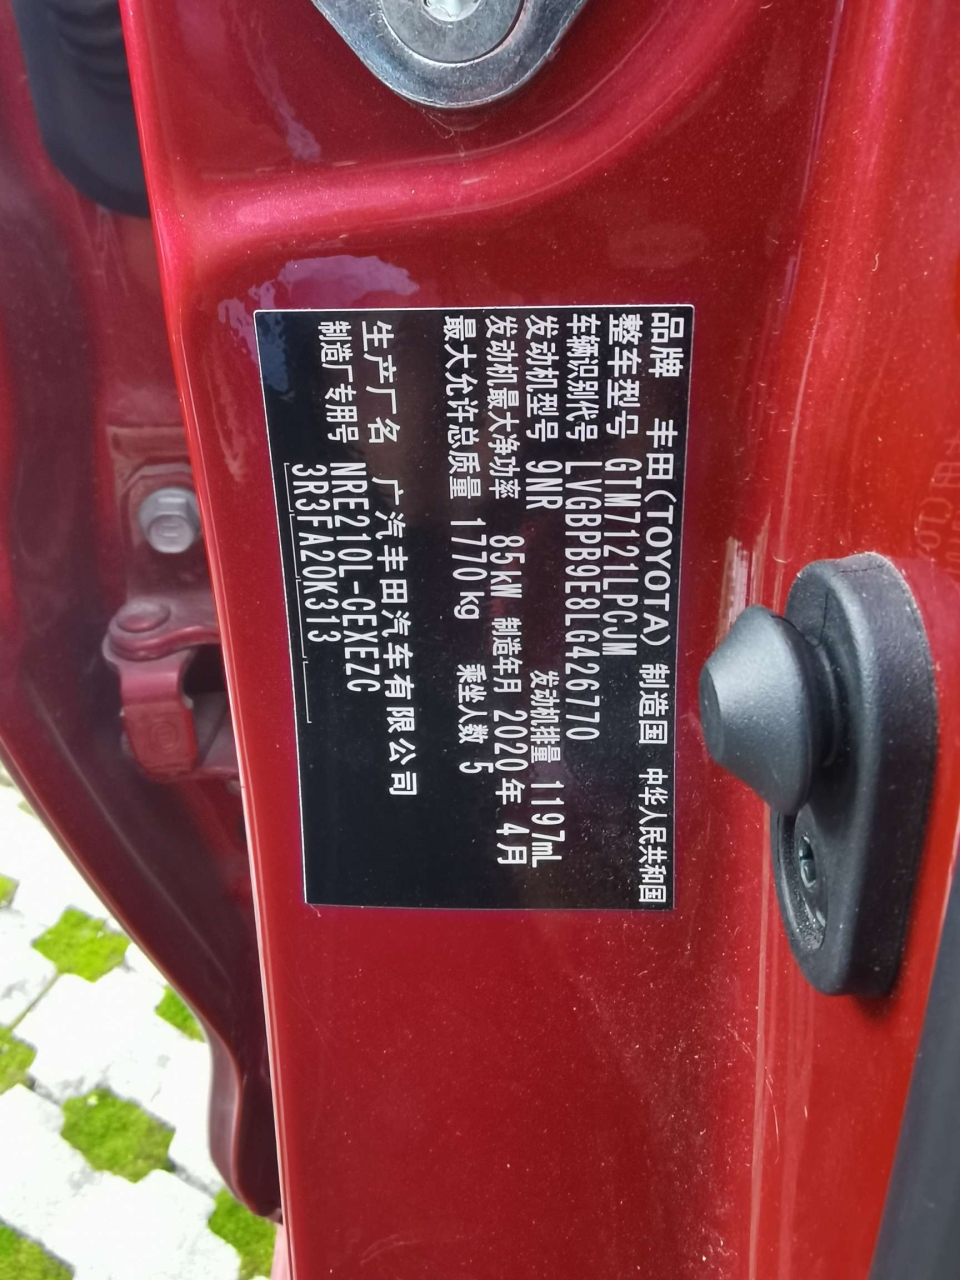 品牌 丰田(TOYOTA) 制造国 中华人民共和国
整车型号 GTM7121LPCJM
车辆识别代号 LVGBPB9E8LG426770
发动机型号 9NR 发动机排量 1197mL
发动机最大净功率 85kW 制造年月 2020年 4月
最大允许总质量 1770kg 乘坐人数 5
生产厂名 广汽丰田汽车有限公司
制造厂专用号 NRE210L-CEXEZC
3R3FA20K313